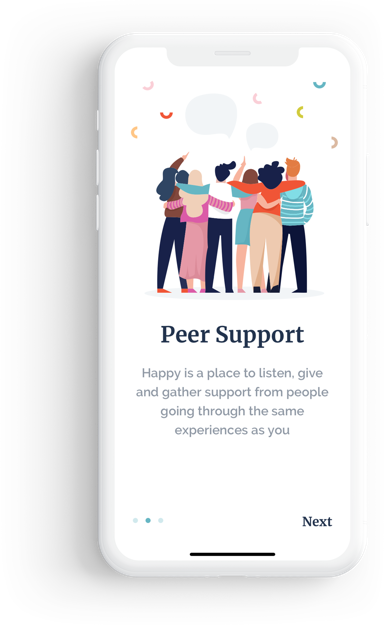 Peer Support
Happy is a place to listen, give
and gather support from people
going through the same
experiences as you
Next